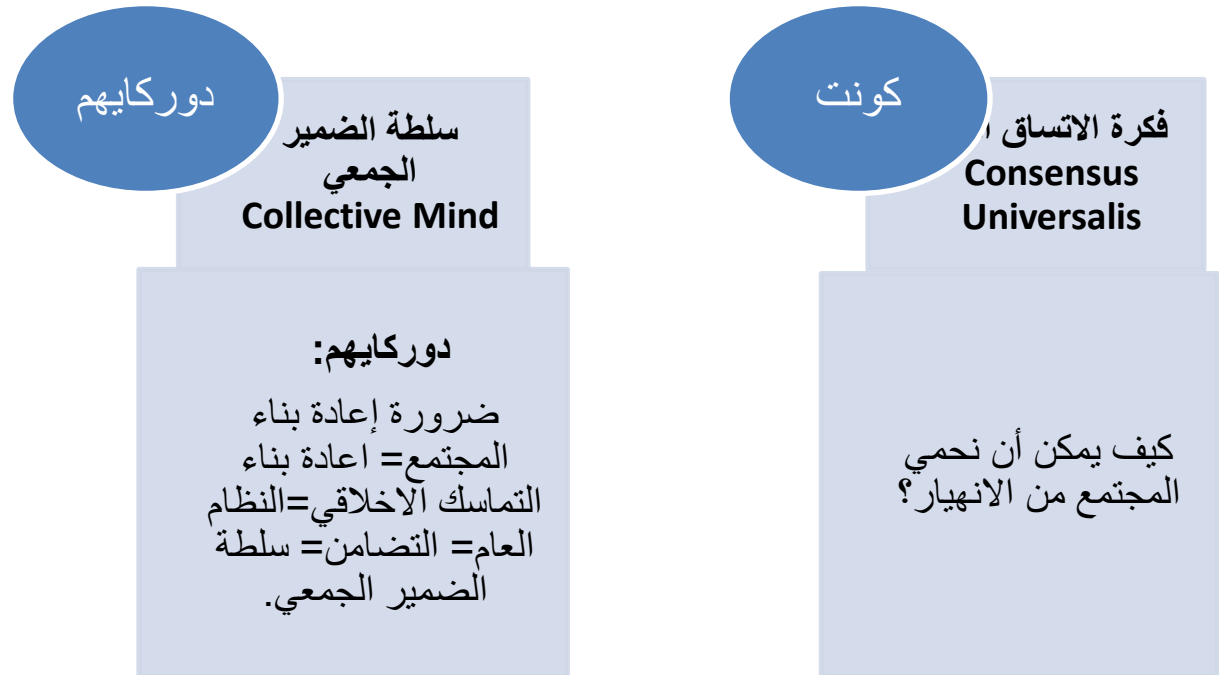 كونت
فكرة الاتساق
Consensus
Universalis
كيف يمكن أن نحمي
المجتمع من الانهيار؟
دوركايهم
سلطة الضمير
الجمعي
Collective Mind
دوركايهم:
ضرورة إعادة بناء
المجتمع= اعادة بناء
التماسك الاخلاقي=النظام
العام= التضامن= سلطة
الضمير الجمعي.